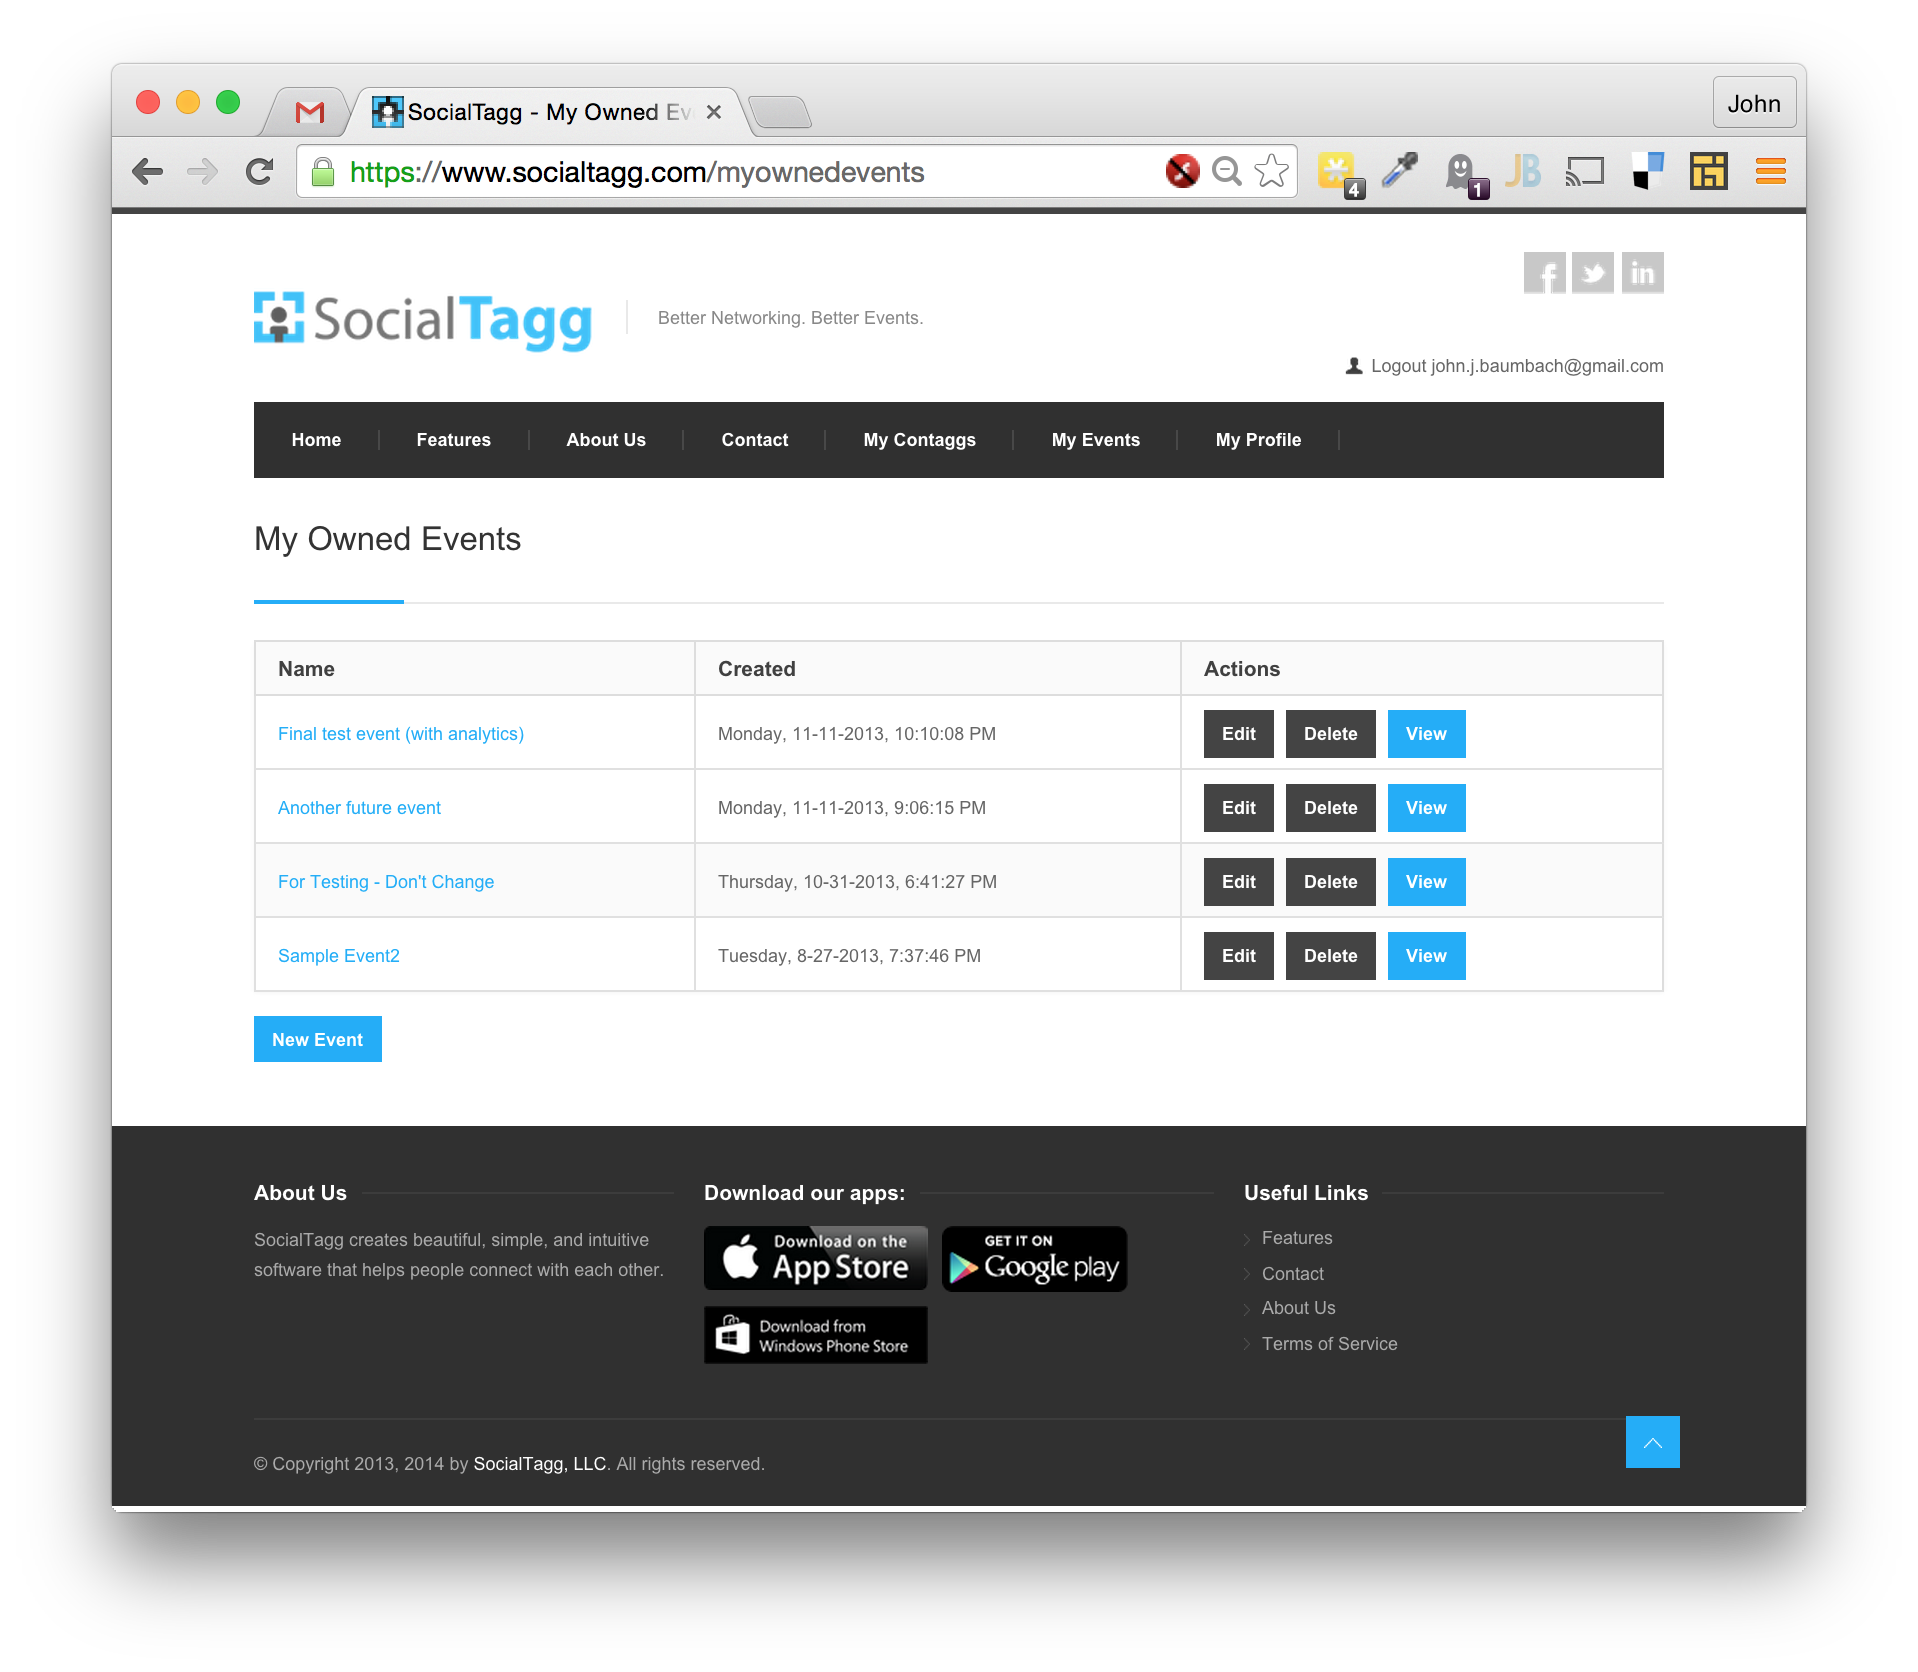 SocialTagg - My Owned Ev
John
https://www.socialtagg.com/myownedevents
4
1
JB
SocialTagg
Better Networking. Better Events.
Logout john.j.baumbach@gmail.com
Home Features About Us Contact My Contaggs My Events My Profile
My Owned Events
Name Created Actions
Final test event (with analytics) Monday, 11-11-2013, 10:10:08 PM Edit Delete View
Another future event Monday, 11-11-2013, 9:06:15 PM Edit Delete View
For Testing - Don't Change Thursday, 10-31-2013, 6:41:27 PM Edit Delete View
Sample Event2 Tuesday, 8-27-2013, 7:37:46 PM Edit Delete View
New Event
About Us
SocialTagg creates beautiful, simple, and intuitive
software that helps people connect with each other.
Download our apps:
Download on the
App Store
GET IT ON
Google play
Download from
Windows Phone Store
Useful Links
Features
Contact
About Us
Terms of Service
© Copyright 2013, 2014 by SocialTagg, LLC. All rights reserved.